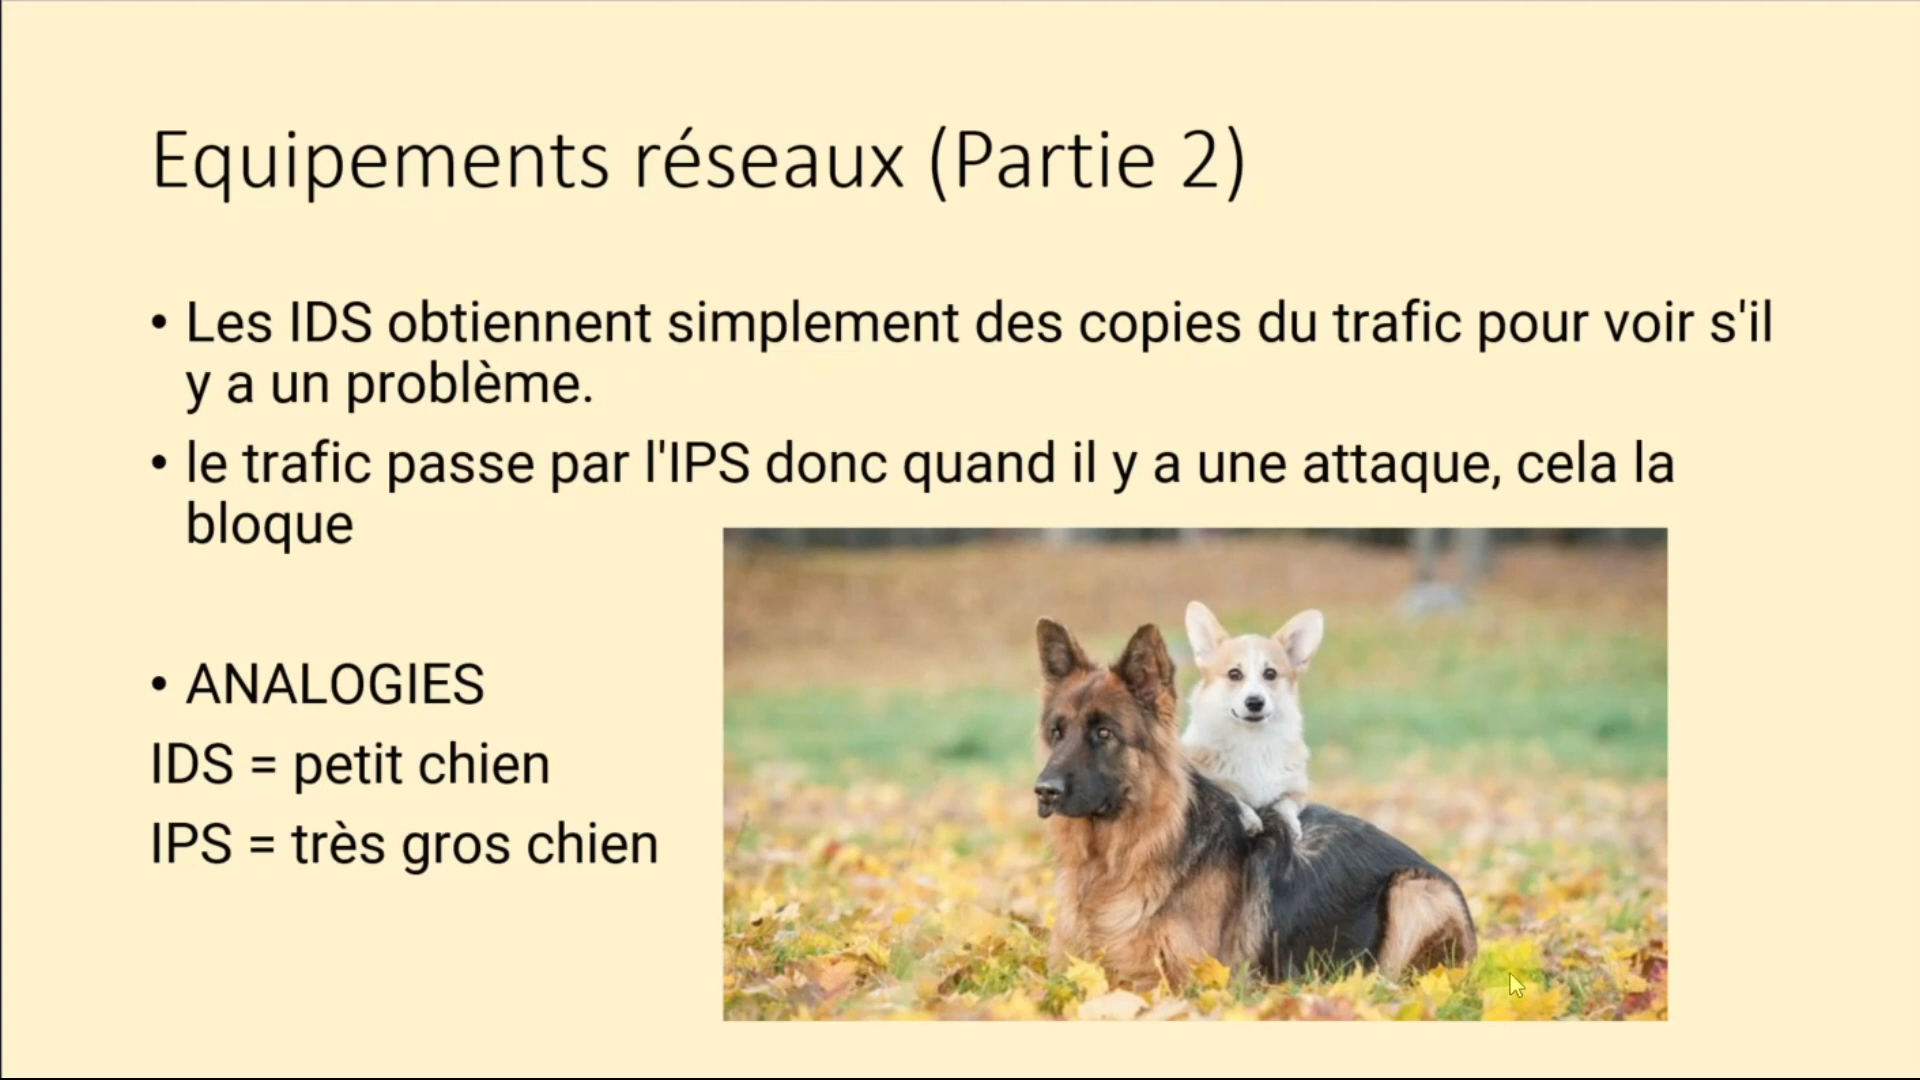 Equipements réseaux (Partie 2)
• Les IDS obtiennent simplement des copies du trafic pour voir s'il
y a un problème.
• le trafic passe par l'IPS donc quand il y a une attaque, cela la
bloque
• ANALOGIES
IDS = petit chien
IPS = très gros chien